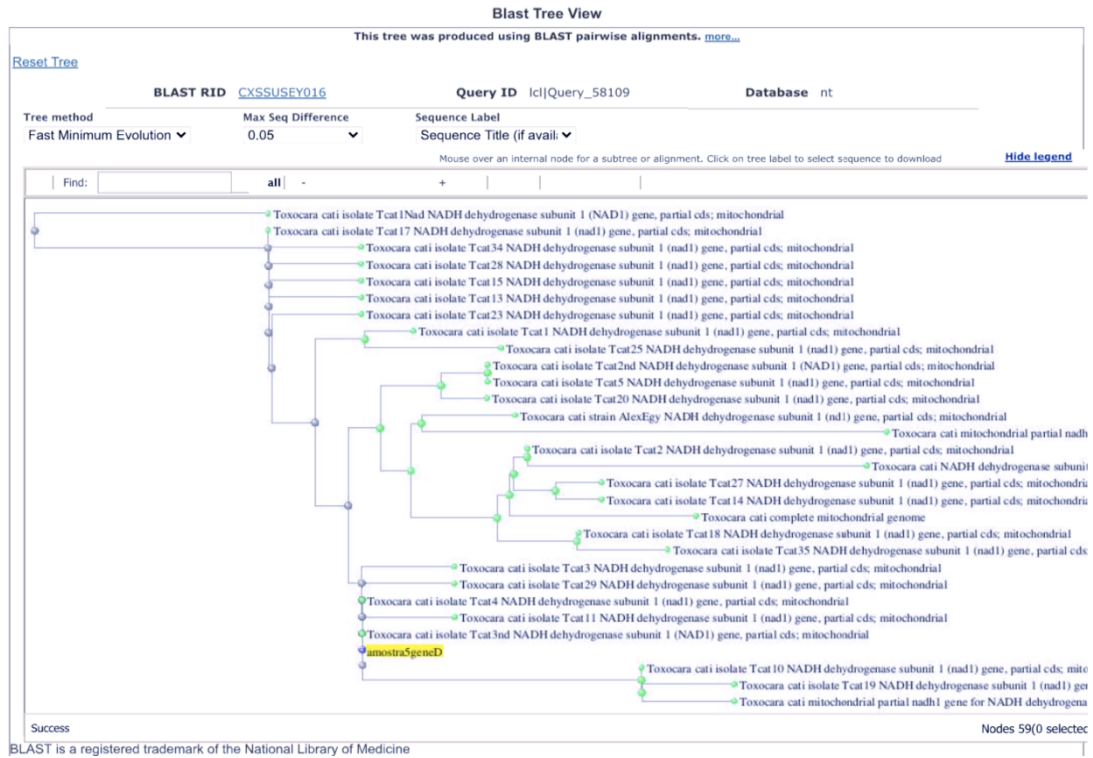 Blast Tree View
This tree was produced using BLAST pairwise alignments. more...
Reset Tree
BLAST RID CXSSUSEY016 Query ID lcl|Query_58109 Database nt
Tree method Max Seq Difference Sequence Label
Fast Minimum Evolution 0.05 Sequence Title (if avail:
Mouse over an internal node for a subtree or alignment. Click on tree label to select sequence to download Hide legend
Find: all - +
Toxocara cati isolate Tcat1Nad NADH dehydrogenase subunit 1 (NAD1) gene, partial cds; mitochondrial
Toxocara cati isolate Tcat17 NADH dehydrogenase subunit 1 (nad1) gene, partial cds; mitochondrial
Toxocara cati isolate Tcat34 NADH dehydrogenase subunit 1 (nad1) gene, partial cds; mitochondrial
Toxocara cati isolate Tcat28 NADH dehydrogenase subunit 1 (nad1) gene, partial cds; mitochondrial
Toxocara cati isolate Tcat15 NADH dehydrogenase subunit 1 (nad1) gene, partial cds; mitochondrial
Toxocara cati isolate Tcat13 NADH dehydrogenase subunit 1 (nad1) gene, partial cds; mitochondrial
Toxocara cati isolate Tcat23 NADH dehydrogenase subunit 1 (nad1) gene, partial cds; mitochondrial
Toxocara cati isolate Tcat1 NADH dehydrogenase subunit 1 (nad1) gene, partial cds; mitochondrial
Toxocara cati isolate Tcat25 NADH dehydrogenase subunit 1 (nad1) gene, partial cds; mitochondrial
Toxocara cati isolate Tcat2nd NADH dehydrogenase subunit 1 (NAD1) gene, partial cds; mitochondrial
Toxocara cati isolate Tcat5 NADH dehydrogenase subunit 1 (nad1) gene, partial cds; mitochondrial
Toxocara cati isolate Tcat20 NADH dehydrogenase subunit 1 (nad1) gene, partial cds; mitochondrial
Toxocara cati strain AlexEgy NADH dehydrogenase subunit 1 (nd1) gene, partial cds; mitochondrial
Toxocara cati mitochondrial partial nadh
Toxocara cati isolate Tcat2 NADH dehydrogenase subunit 1 (nad1) gene, partial cds; mitochondrial
Toxocara cati NADH dehydrogenase subunit
Toxocara cati isolate Tcat27 NADH dehydrogenase subunit 1 (nad1) gene, partial cds; mitochondria
Toxocara cati isolate Tcat14 NADH dehydrogenase subunit 1 (nad1) gene, partial cds; mitochondria
Toxocara cati complete mitochondrial genome
Toxocara cati isolate Tcat18 NADH dehydrogenase subunit 1 (nad1) gene, partial cds; mitochondrial
Toxocara cati isolate Tcat35 NADH dehydrogenase subunit 1 (nad1) gene, partial cds
Toxocara cati isolate Tcat3 NADH dehydrogenase subunit 1 (nad1) gene, partial cds; mitochondrial
Toxocara cati isolate Tcat29 NADH dehydrogenase subunit 1 (nad1) gene, partial cds; mitochondrial
Toxocara cati isolate Tcat4 NADH dehydrogenase subunit 1 (nad1) gene, partial cds; mitochondrial
Toxocara cati isolate Tcat11 NADH dehydrogenase subunit 1 (nad1) gene, partial cds; mitochondrial
Toxocara cati isolate Tcat3nd NADH dehydrogenase subunit 1 (NAD1) gene, partial cds; mitochondrial
amostra5geneD
Toxocara cati isolate Tcat10 NADH dehydrogenase subunit 1 (nad1) gene, partial cds; mito
Toxocara cati isolate Tcat19 NADH dehydrogenase subunit 1 (nad1) ger
Toxocara cati mitochondrial partial nadh1 gene for NADH dehydrogena
Success Nodes 59(0 selected
BLAST is a registered trademark of the National Library of Medicine